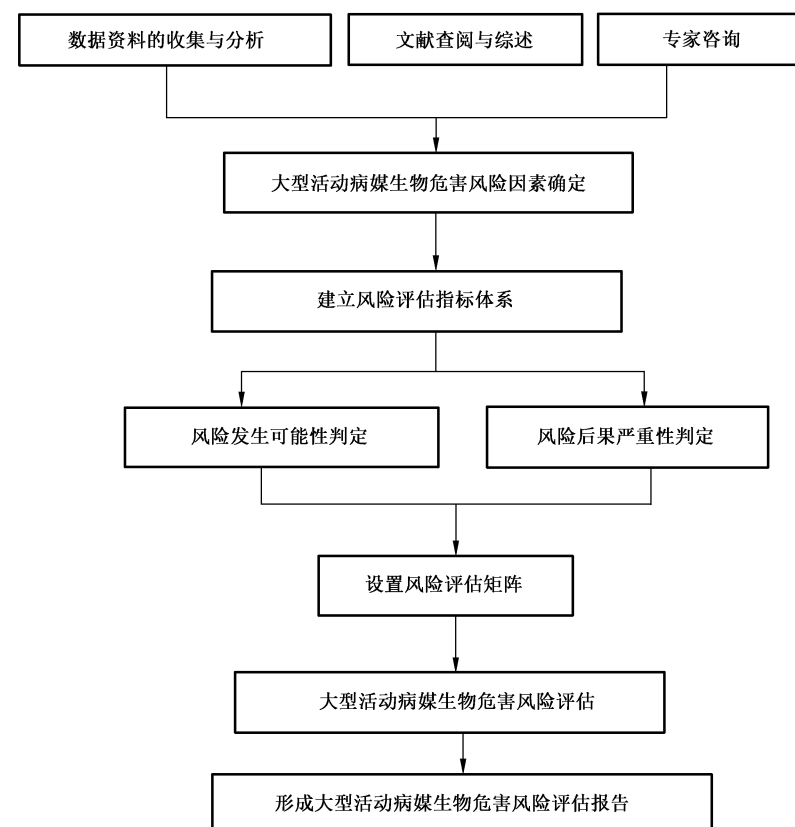 数据资料的收集与分析
文献查阅与综述
专家咨询
大型活动病媒生物危害风险因素确定
建立风险评估指标体系
风险发生可能性判定
风险后果严重性判定
设置风险评估矩阵
大型活动病媒生物危害风险评估
形成大型活动病媒生物危害风险评估报告